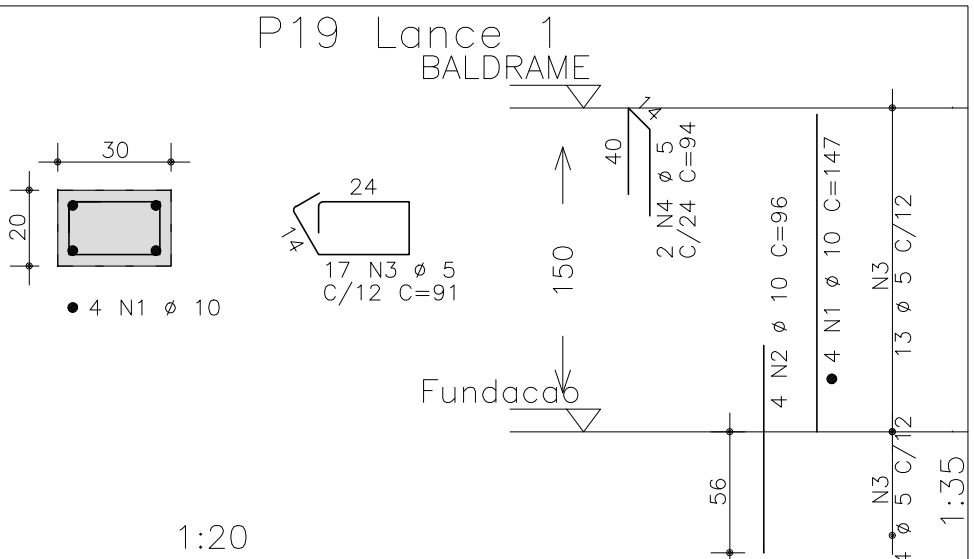 P19 Lance 1
BALDRAME
30
20
● 4 N1 ø 10
24
14
17 N3 ø 5
C/12 C=91
40
14
2 N4 ø 5
C/24 C=94
150
4 N2 ø 10 C=96
● 4 N1 ø 10 C=147
N3
13 ø 5 C/12
Fundacao
56
N3
4 ø 5 C/12
1:20
1:35